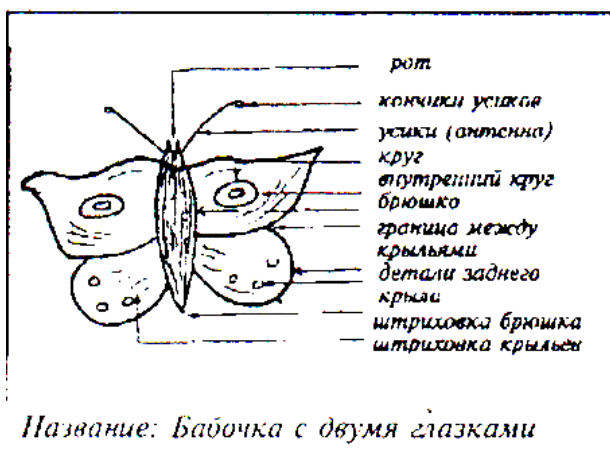 рот
кончики усиков
усики (антенна)
круг
внутренний круг
брюшко
граница между
крыльями
детали заднего
крыла
штриховка брюшка
штриховка крыльев
Название: Бабочка с двумя глазками